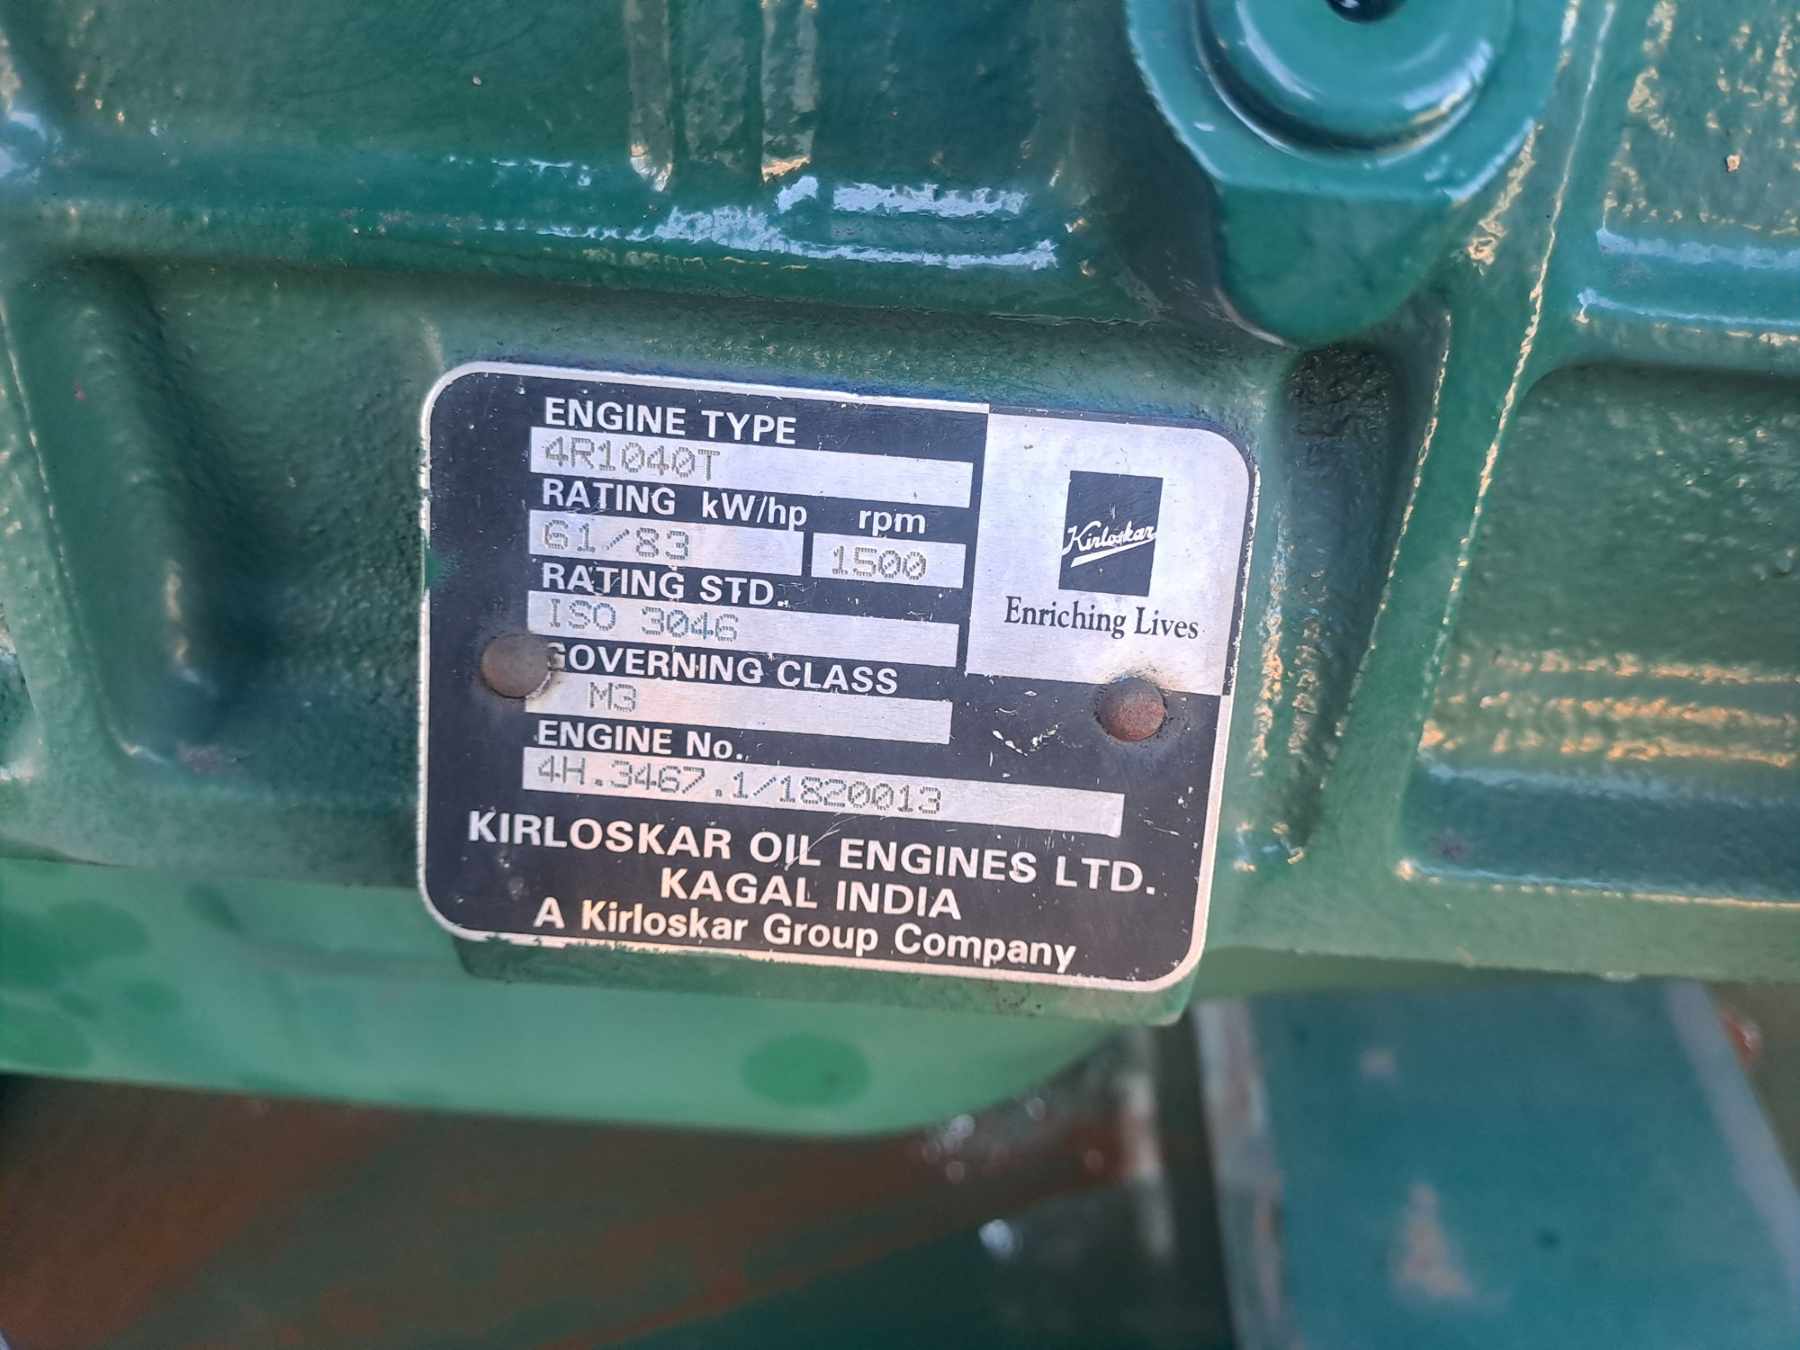 ENGINE TYPE
4R1040T
RATING kW/hp rpm
61/83 1500
RATING STD.
ISO 3046
GOVERNING CLASS
M3
ENGINE No.
4H.3467.1/1820013
Kirloskar
Enriching Lives
KIRLOSKAR OIL ENGINES LTD.
KAGAL INDIA
A Kirloskar Group Company